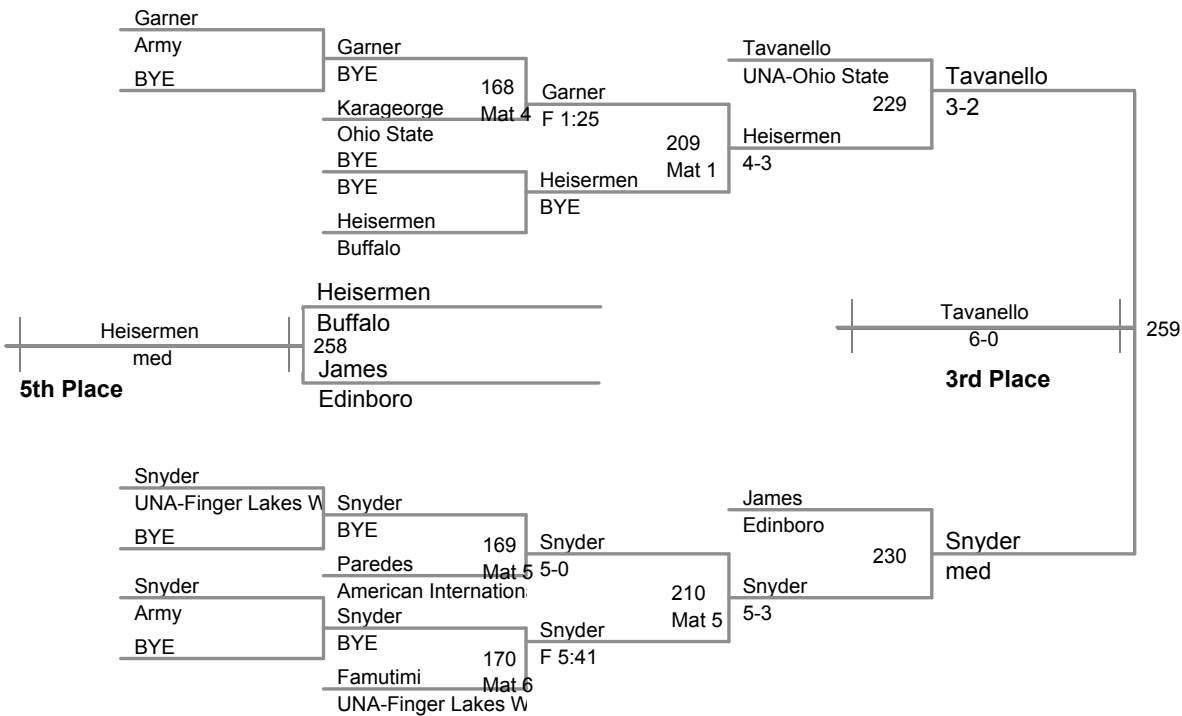 Garner
Army
BYE
Garner
BYE
168
Mat 4
Karageorge
Ohio State
BYE
BYE
Heisermen
Buffalo
Garner
F 1:25
Heisermen
BYE
209
Mat 1
Tavanello
UNA-Ohio State
229
Heisermen
4-3
Tavanello
3-2
Heisermen
Buffalo
258
James
Edinboro
Heisermen
med
5th Place
Tavanello
6-0
259
3rd Place
Snyder
UNA-Finger Lakes W
BYE
Snyder
Army
BYE
Snyder
BYE
169
Mat 5
Paredes
American Internation
Snyder
BYE
170
Mat 6
Famutimi
UNA-Finger Lakes W
Snyder
5-0
Snyder
F 5:41
210
Mat 5
James
Edinboro
230
Snyder
5-3
Snyder
med